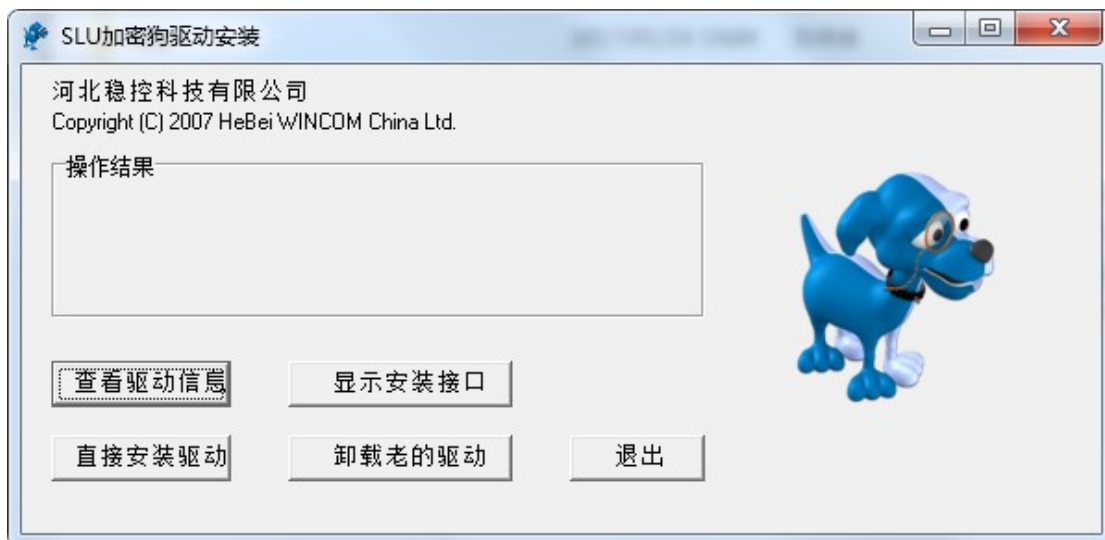 SLU加密狗驱动安装
河北稳控科技有限公司
Copyright (C) 2007 HeBei WINCOM China Ltd.
操作结果
查看驱动信息 显示安装接口
直接安装驱动 卸载老的驱动 退出